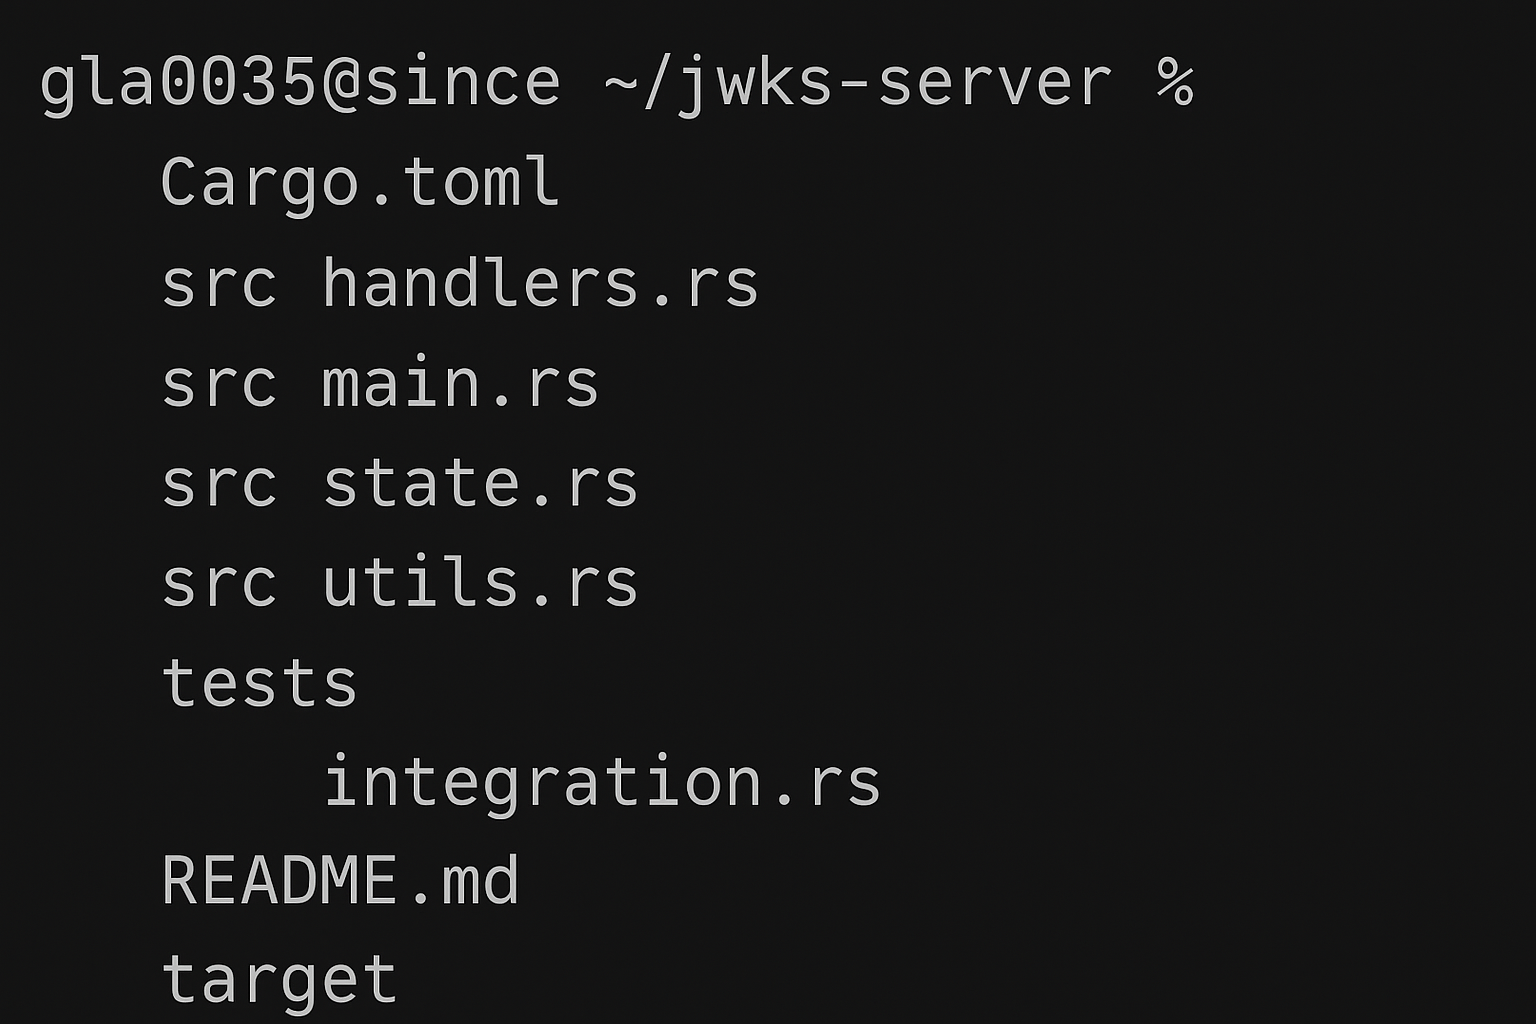 gla0035@since ~/jwks-server %
Cargo.toml
src handlers.rs
src main.rs
src state.rs
src utils.rs
tests
integration.rs
README.md
target